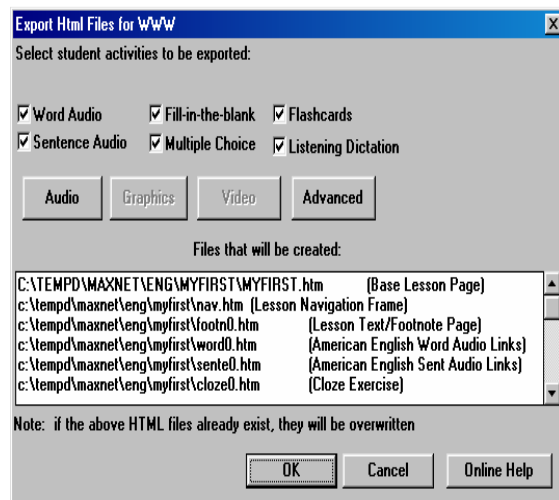 Export Html Files for WWW
Select student activities to be exported:
Word Audio Fill-in-the-blank Flashcards
Sentence Audio Multiple Choice Listening Dictation
Audio Graphics Video Advanced
Files that will be created:
C:\TEMPD\MAXNET\ENG\MYFIRST\MYFIRST.htm (Base Lesson Page)
c:\tempd\maxnet\eng\myfirst\nav.htm (Lesson Navigation Frame)
c:\tempd\maxnet\eng\myfirst\footn0.htm (Lesson Text/Footnote Page)
c:\tempd\maxnet\eng\myfirst\word0.htm (American English Word Audio Links)
c:\tempd\maxnet\eng\myfirst\sente0.htm (American English Sent Audio Links)
c:\tempd\maxnet\eng\myfirst\cloze0.htm (Cloze Exercise)
Note: if the above HTML files already exist, they will be overwritten
OK Cancel Online Help